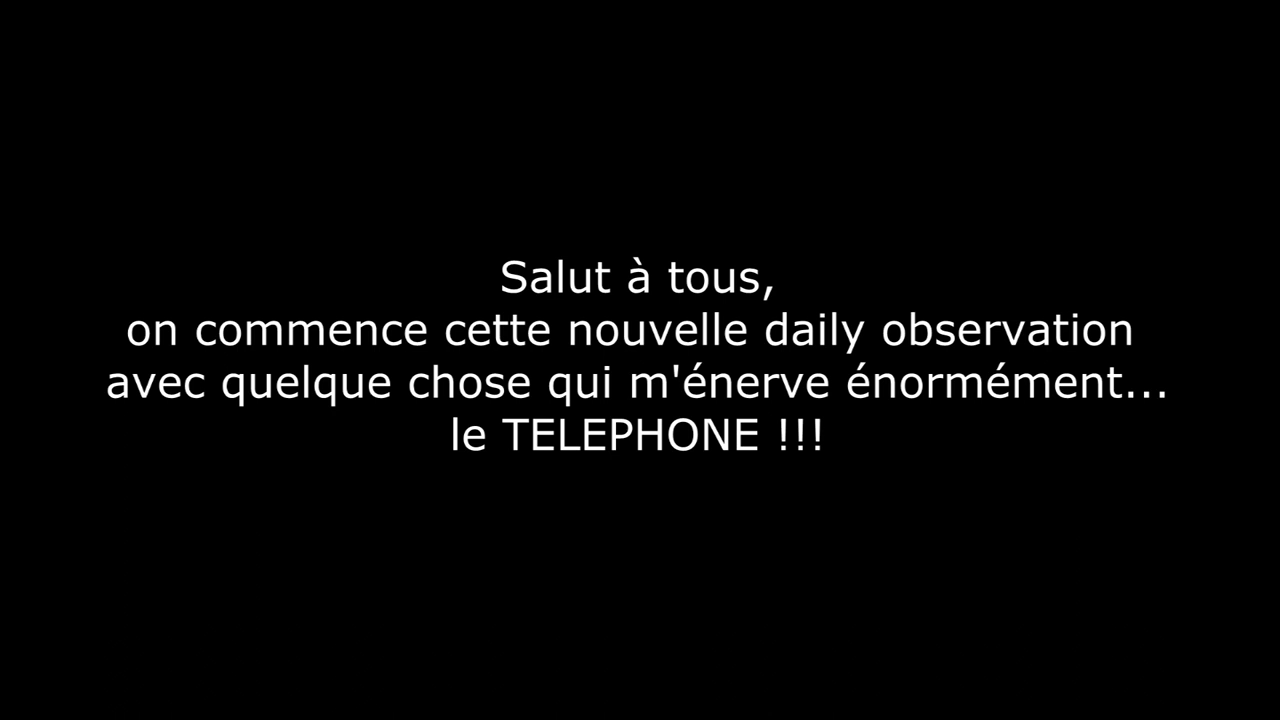 Salut à tous,
on commence cette nouvelle daily observation
avec quelque chose qui m'énerve énormément...
le TELEPHONE !!!